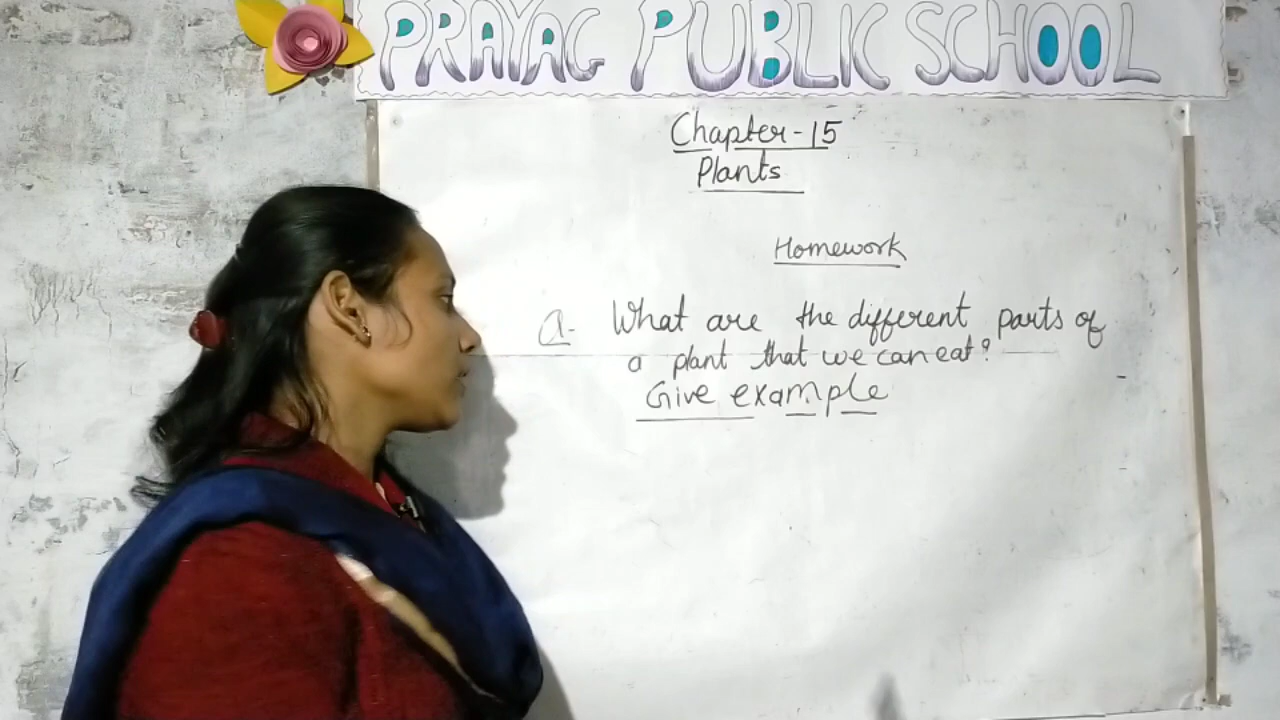 PRAYAG PUBLIC SCHOOL
Chapter-15
Plants
Homework
Q- What are the different parts of
a plant that we can eat?
Give example